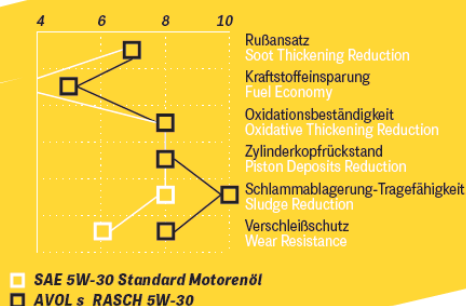 4 6 8 10
Rußansatz
Soot Thickening Reduction
Kraftstoffeinsparung
Fuel Economy
Oxidationsbeständigkeit
Oxidative Thickening Reduction
Zylinderkopfrückstand
Piston Deposits Reduction
Schlammablagerung-Tragefähigkeit
Sludge Reduction
Verschleißschutz
Wear Resistance
SAE 5W-30 Standard Motorenöl
AVOL s RASCH 5W-30